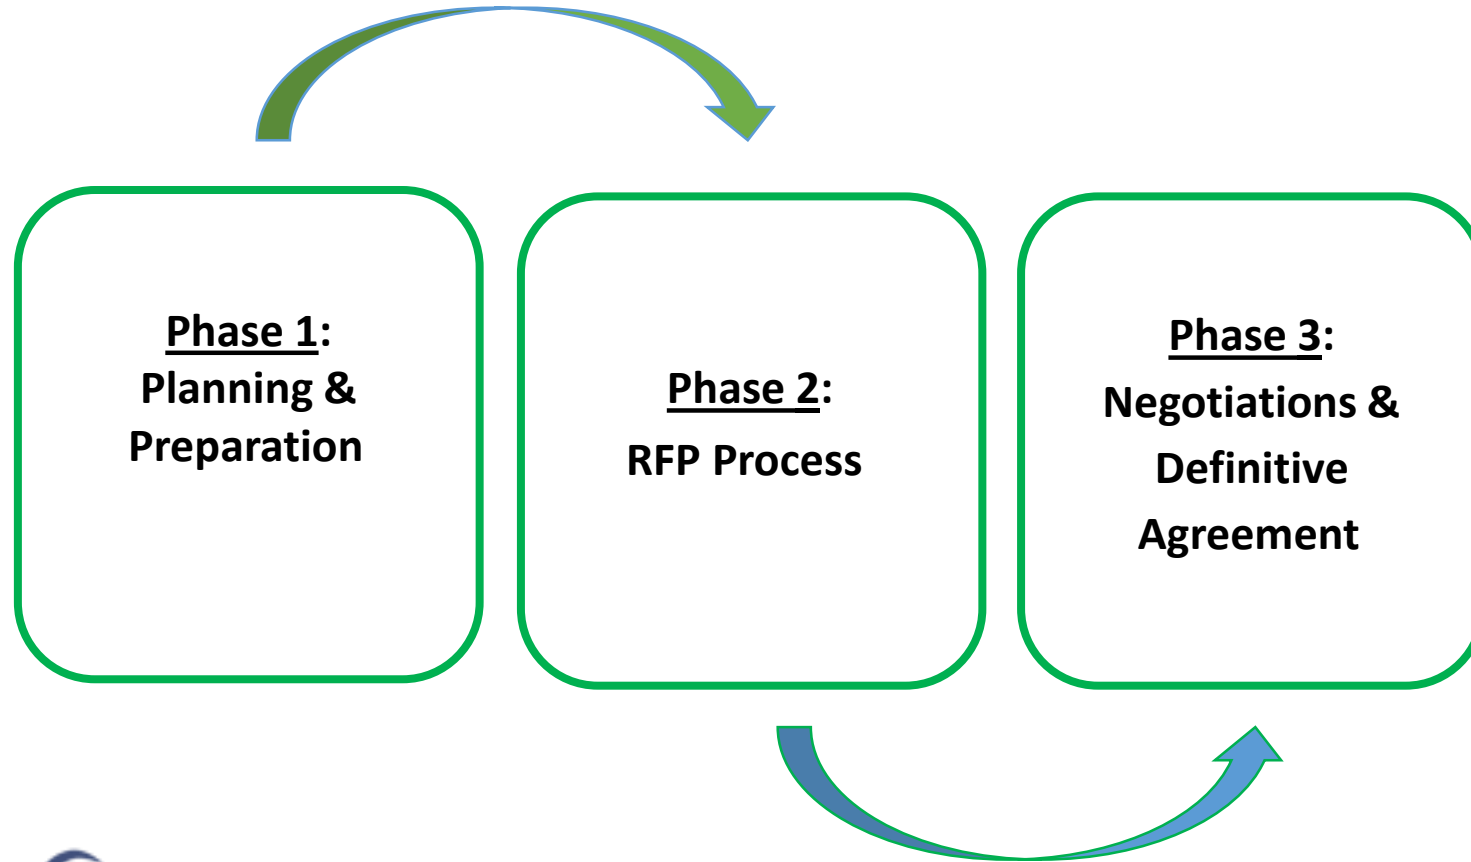 Phase 1:
Planning &
Preparation
Phase 2:
RFP Process
Phase 3:
Negotiations &
Definitive
Agreement